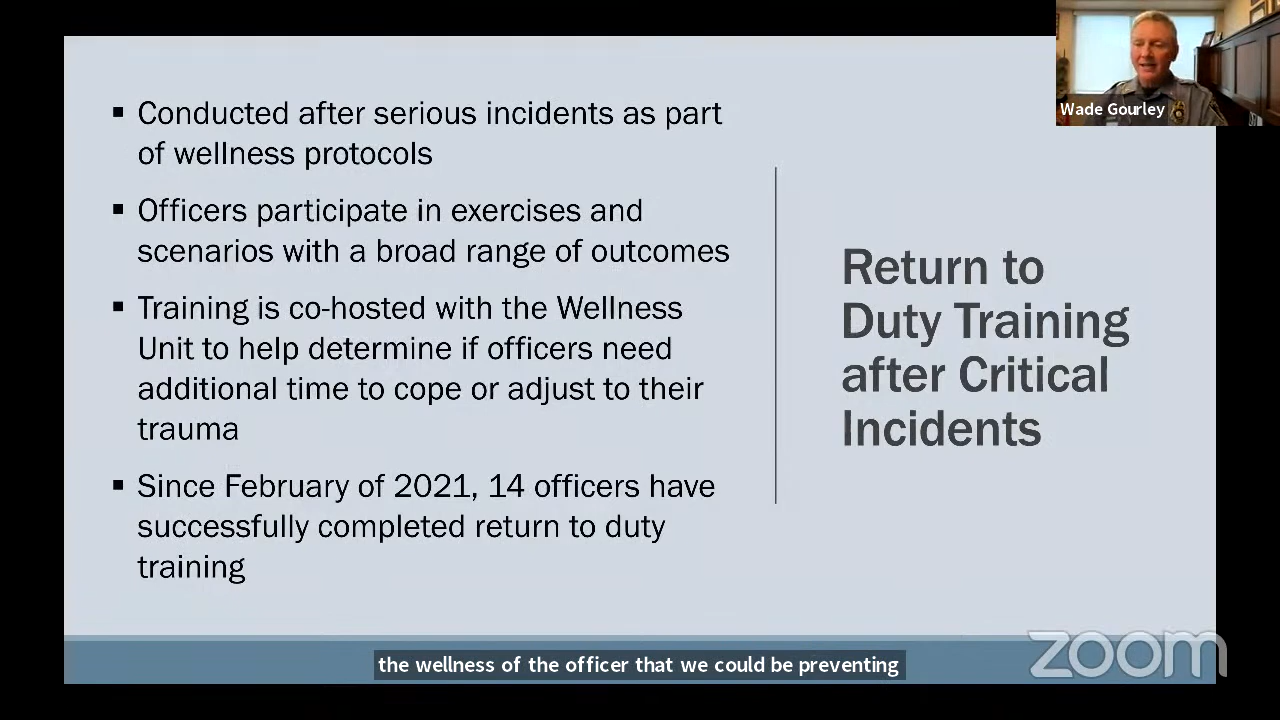 Conducted after serious incidents as part
of wellness protocols
Officers participate in exercises and
scenarios with a broad range of outcomes
Training is co-hosted with the Wellness
Unit to help determine if officers need
additional time to cope or adjust to their
trauma
Since February of 2021, 14 officers have
successfully completed return to duty
training
Return to
Duty Training
after Critical
Incidents
Wade Gourley
the wellness of the officer that we could be preventing
zoom